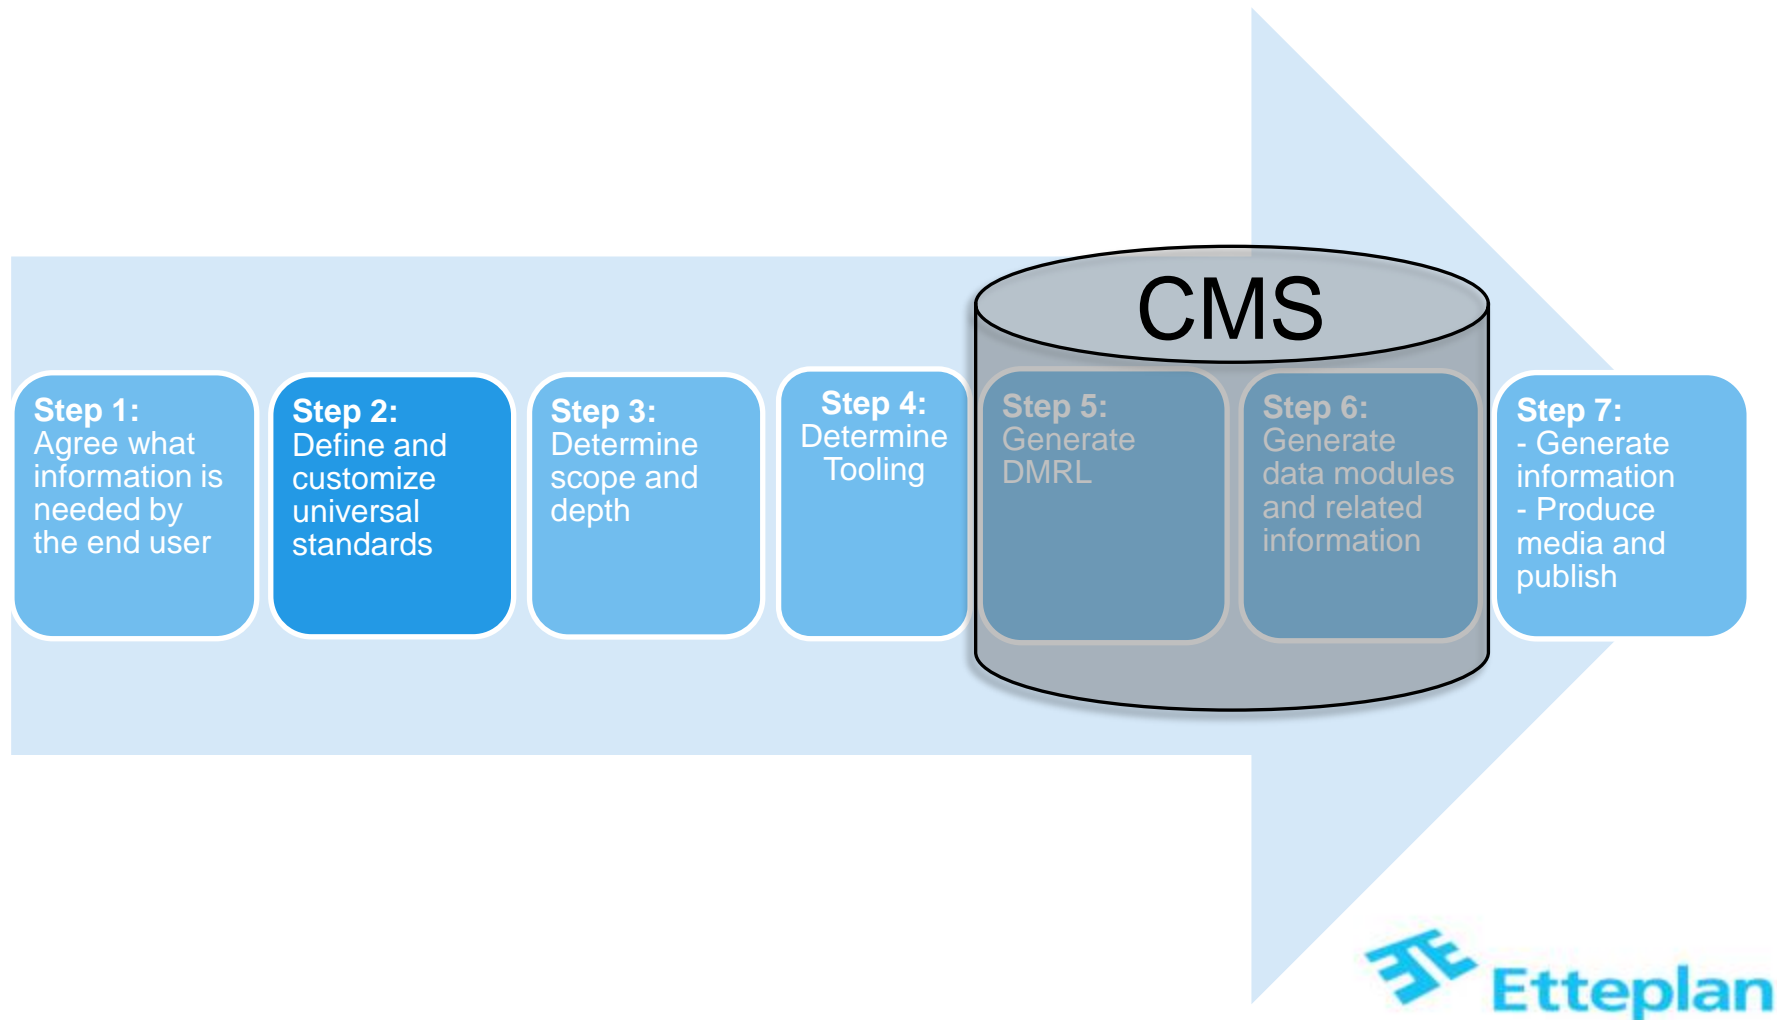 CMS
Step 1:
Agree what
information is
needed by
the end user
Step 2:
Define and
customize
universal
standards
Step 3:
Determine
scope and
depth
Step 4:
Determine
Tooling
Step 5:
Generate
DMRL
Step 6:
Generate
data modules
and related
information
Step 7:
- Generate
information
- Produce
media and
publish
Etteplan